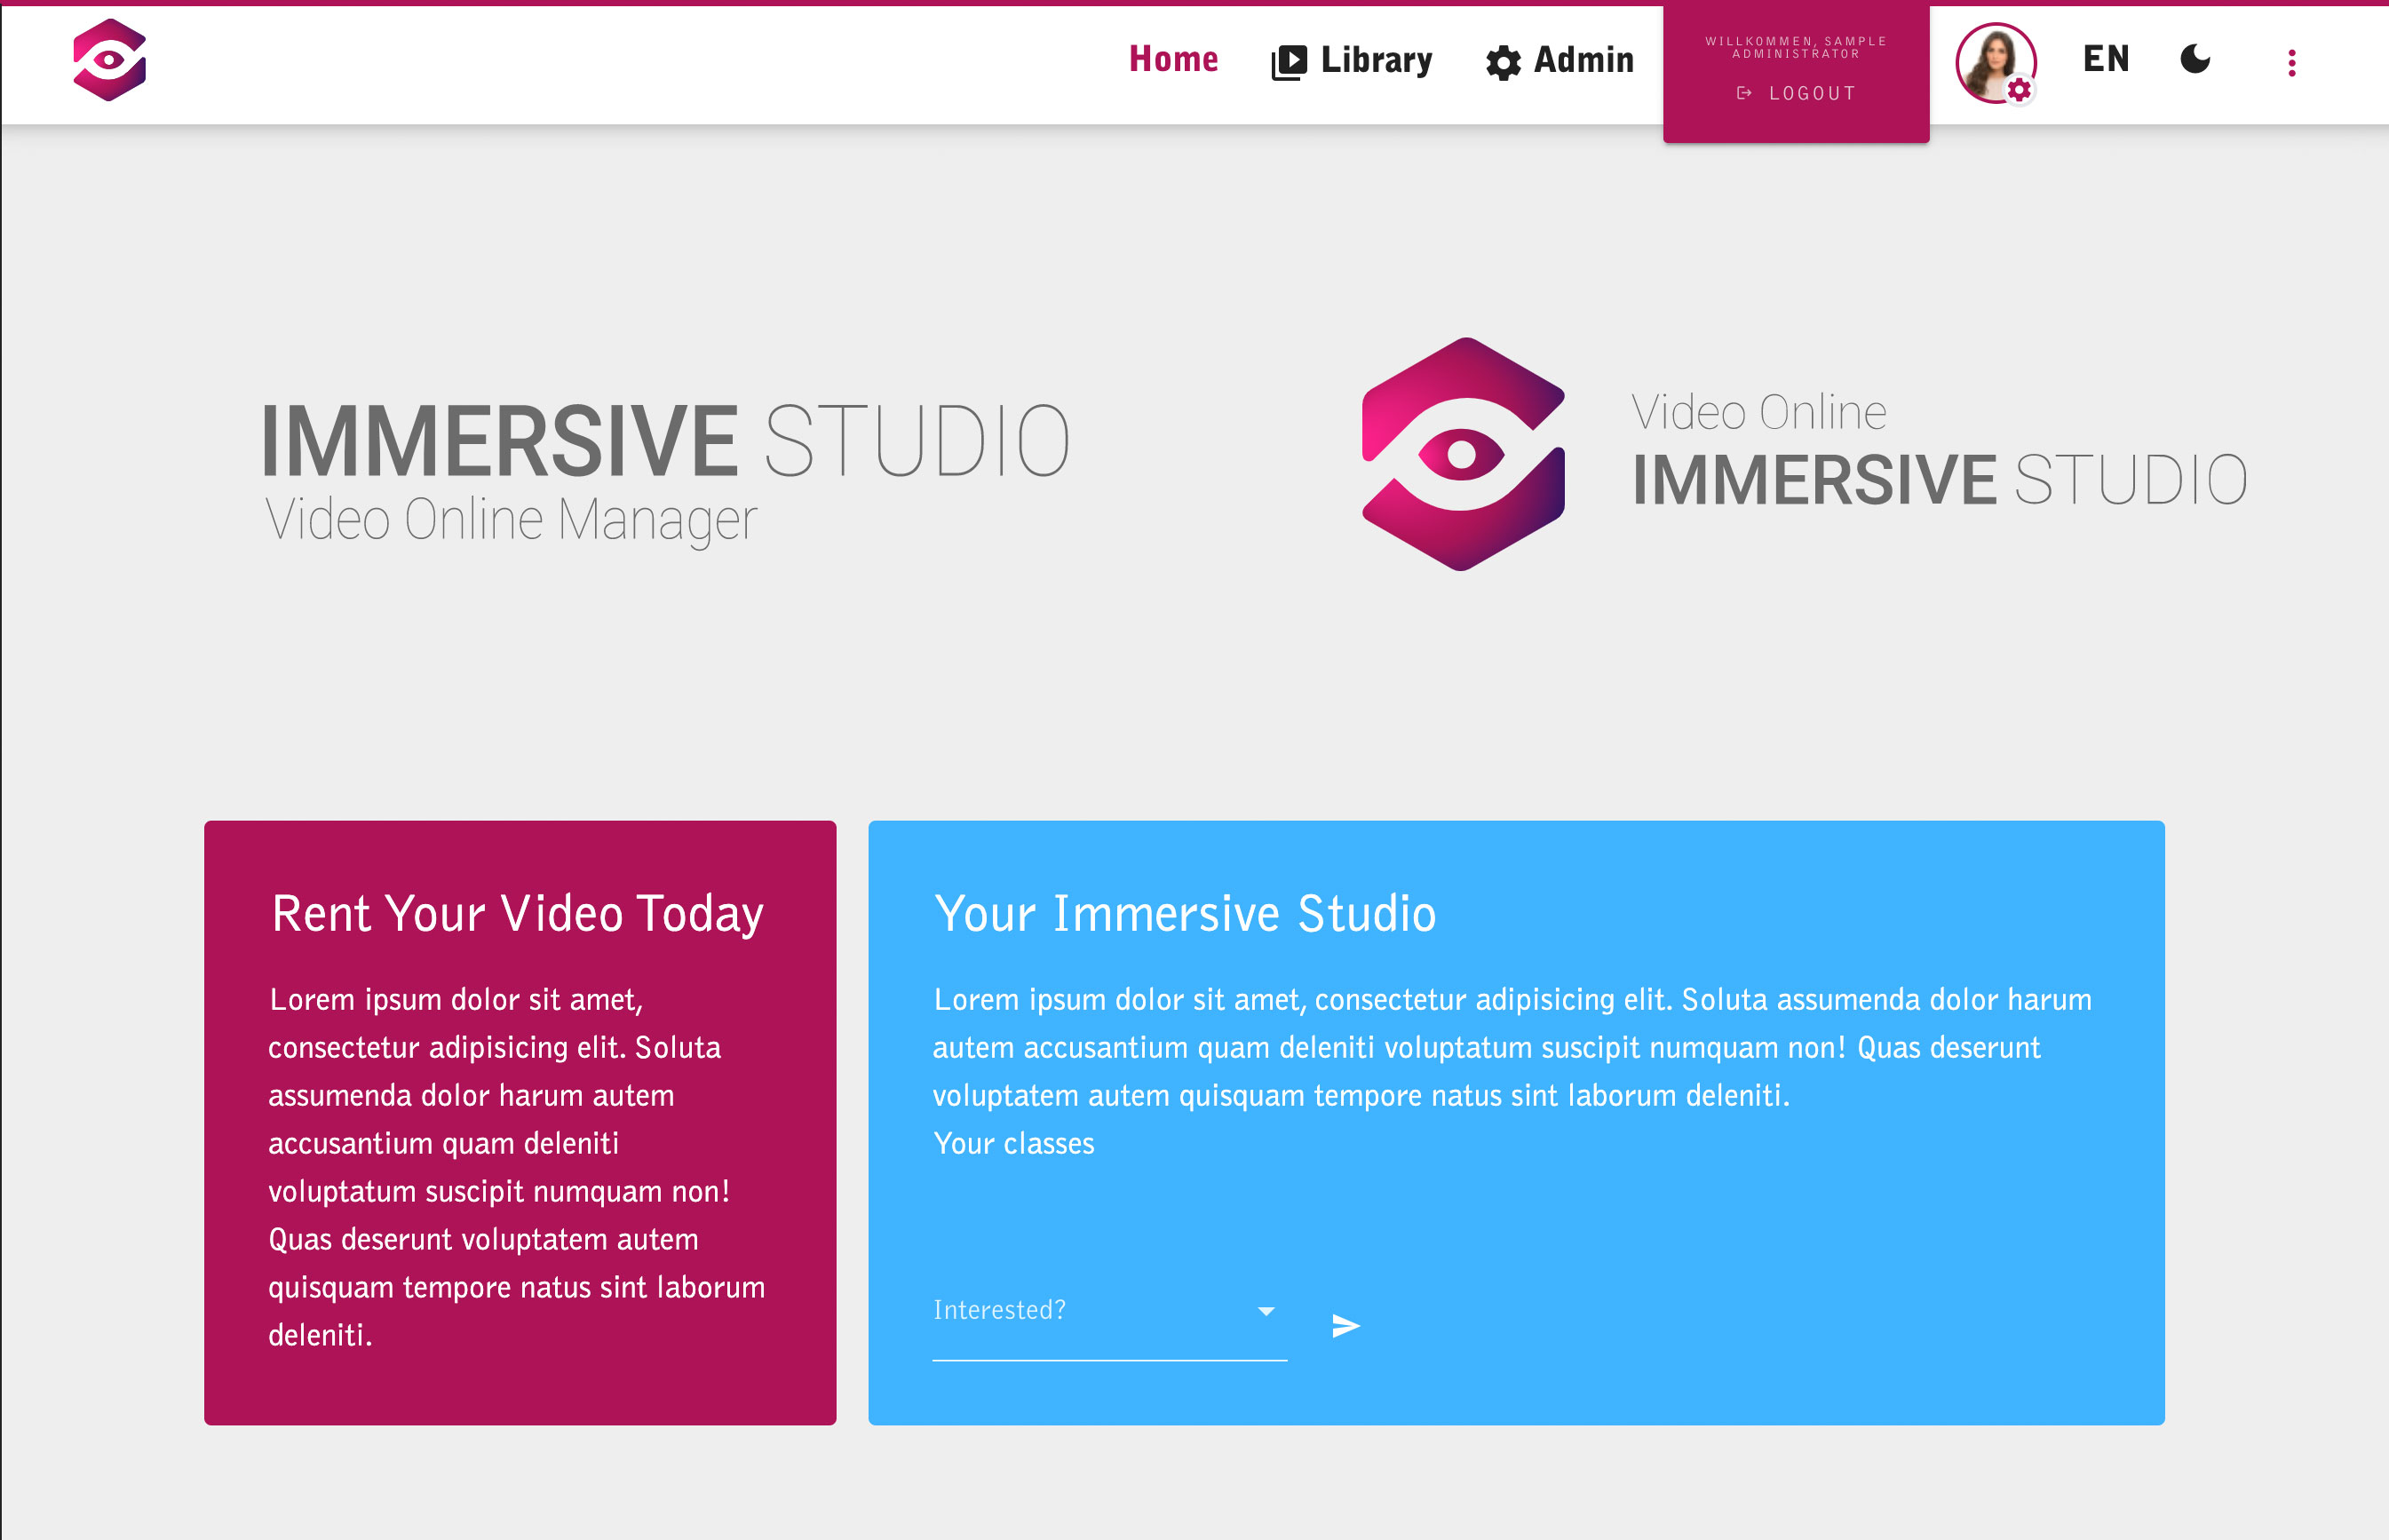 Home
Library
Admin
WILLKOMMEN, SAMPLE
ADMINISTRATOR
LOGOUT
EN
IMMERSIVE STUDIO
Video Online Manager
Video Online
IMMERSIVE STUDIO
Rent Your Video Today
Lorem ipsum dolor sit amet,
consectetur adipisicing elit. Soluta
assumenda dolor harum autem
accusantium quam deleniti
voluptatum suscipit numquam non!
Quas deserunt voluptatem autem
quisquam tempore natus sint laborum
deleniti.
Your Immersive Studio
Lorem ipsum dolor sit amet, consectetur adipisicing elit. Soluta assumenda dolor harum
autem accusantium quam deleniti voluptatum suscipit numquam non! Quas deserunt
voluptatem autem quisquam tempore natus sint laborum deleniti.
Your classes
Interested?